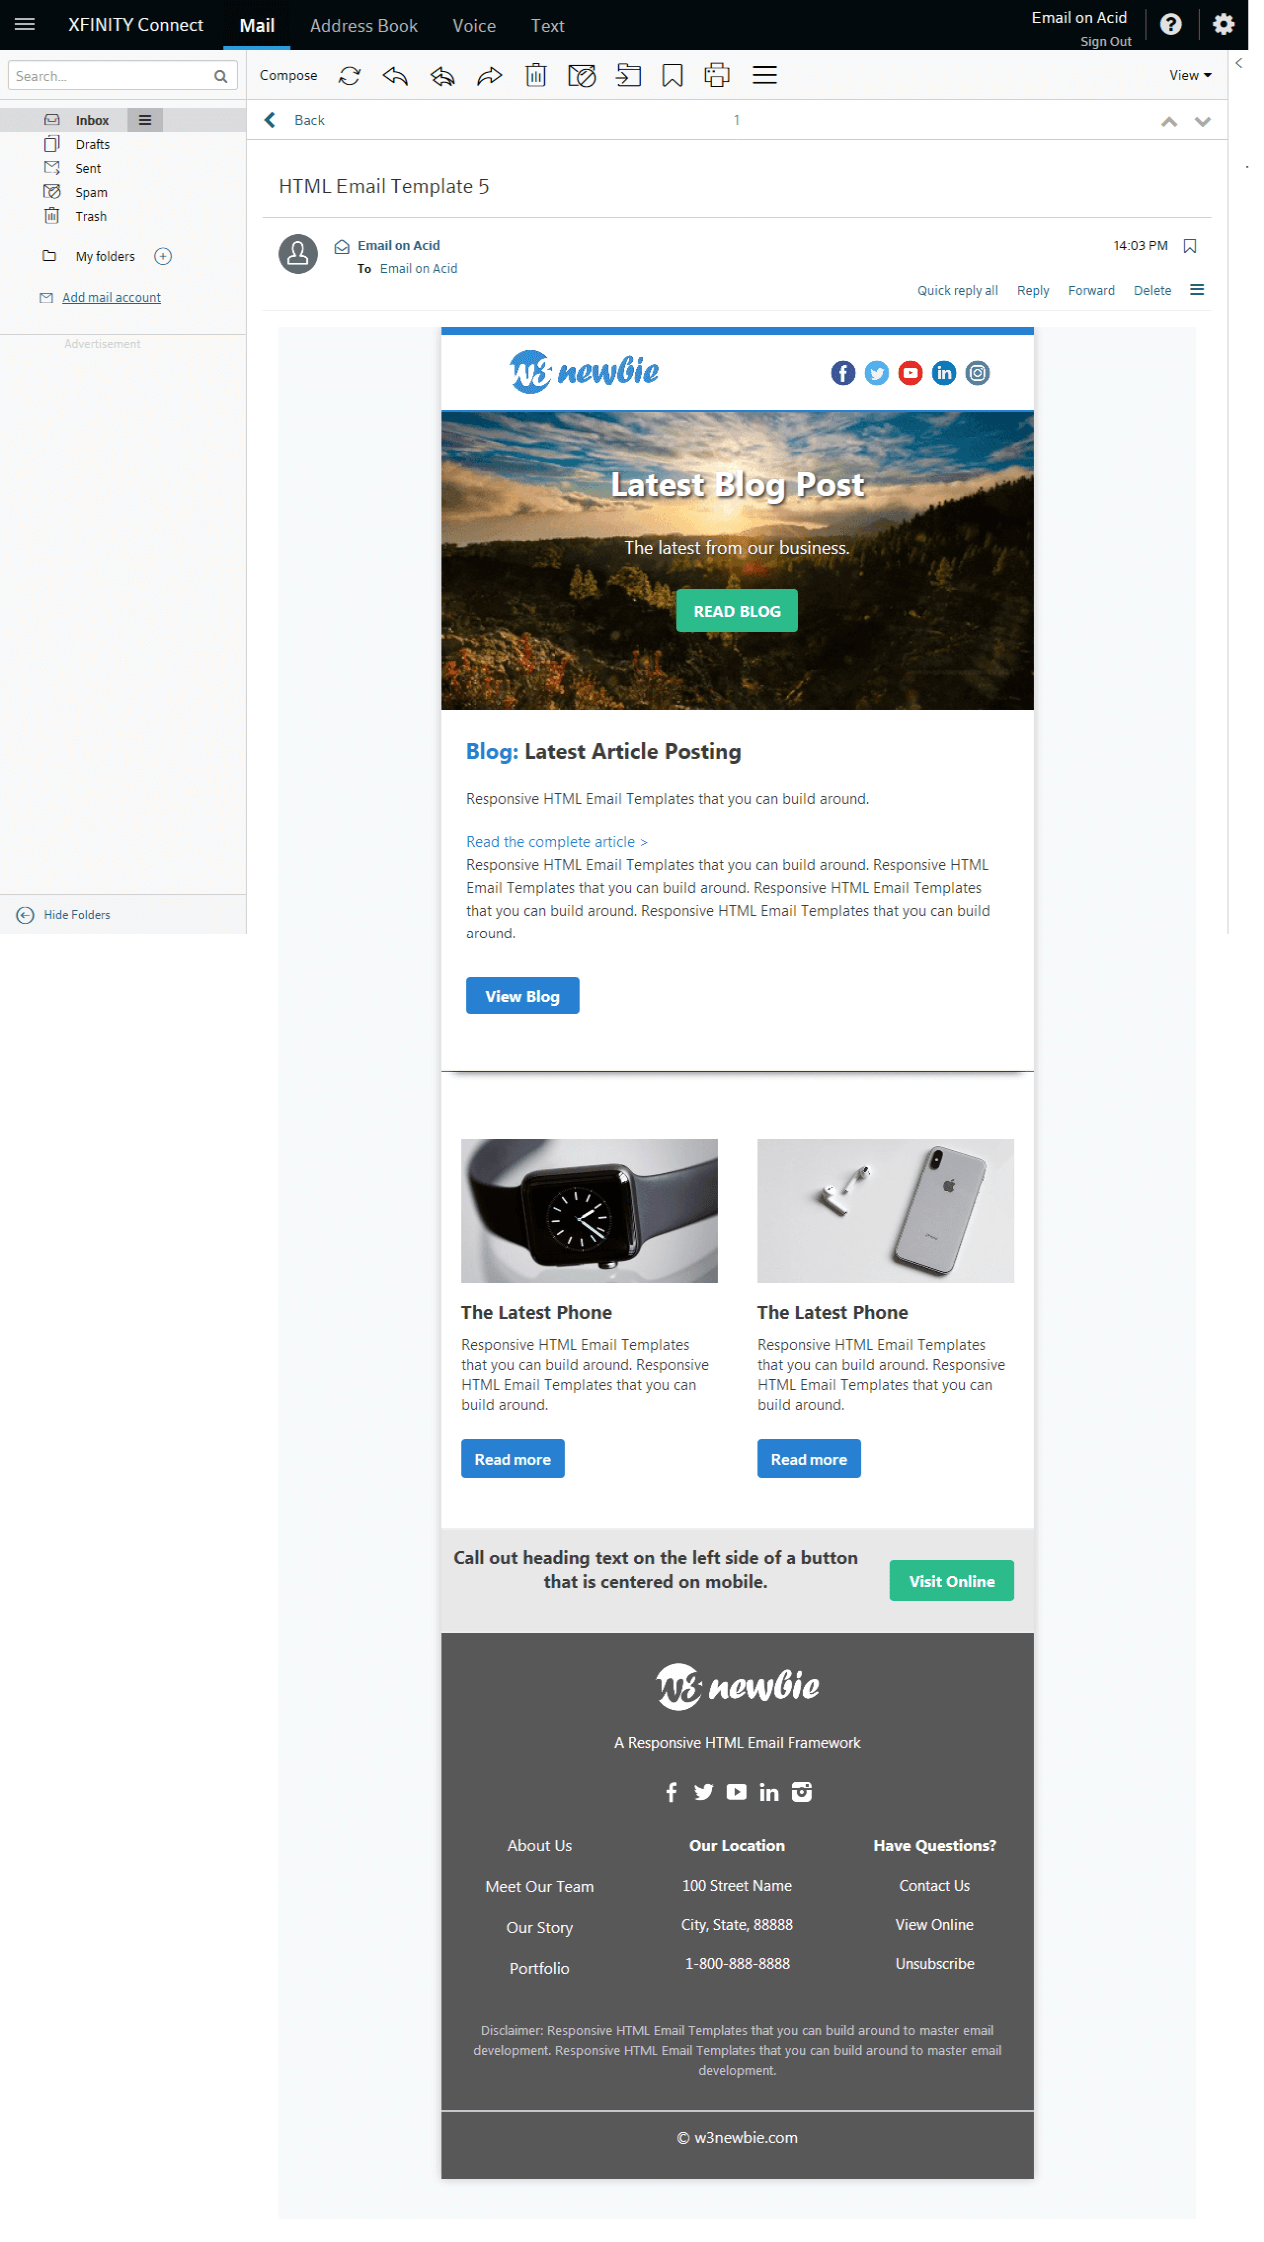 XFINITY Connect
Mail
Address Book
Voice
Text
Email on Acid
Sign Out
Search...
Compose
View
Inbox
Drafts
Sent
Spam
Trash
My folders
Add mail account
Advertisement
Hide Folders
Back
1
HTML Email Template 5
Email on Acid
14:03 PM
To Email on Acid
Quick reply all
Reply
Forward
Delete
W3 newbie
Latest Blog Post
The latest from our business.
READ BLOG
Blog: Latest Article Posting
Responsive HTML Email Templates that you can build around.
Read the complete article >
Responsive HTML Email Templates that you can build around. Responsive HTML
Email Templates that you can build around. Responsive HTML Email Templates
that you can build around. Responsive HTML Email Templates that you can build
around.
View Blog
The Latest Phone
Responsive HTML Email Templates
that you can build around. Responsive
HTML Email Templates that you can
build around.
Read more
The Latest Phone
Responsive HTML Email Templates
that you can build around. Responsive
HTML Email Templates that you can
build around.
Read more
Call out heading text on the left side of a button
that is centered on mobile.
Visit Online
W3 newbie
A Responsive HTML Email Framework
About Us
Meet Our Team
Our Story
Portfolio
Our Location
100 Street Name
City, State, 88888
1-800-888-8888
Have Questions?
Contact Us
View Online
Unsubscribe
Disclaimer: Responsive HTML Email Templates that you can build around to master email
development. Responsive HTML Email Templates that you can build around to master email
development.
© w3newbie.com